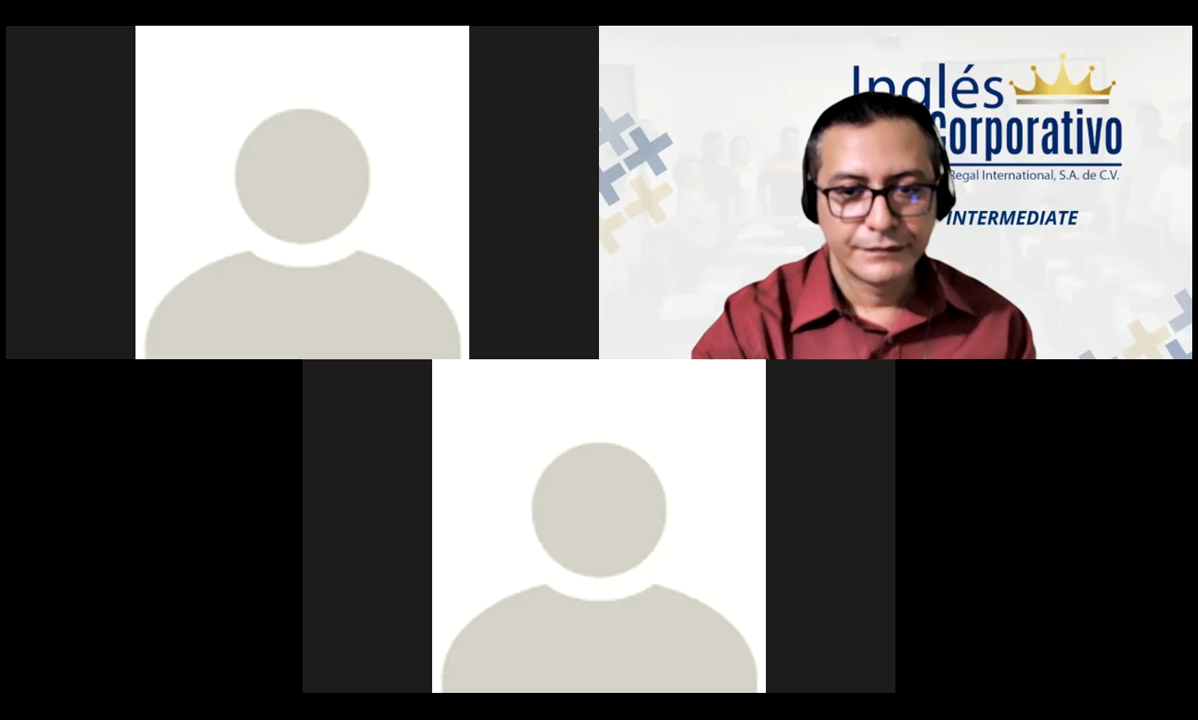 Inglés
Corporativo
Regal International, S.A. de C.V.
INTERMEDIATE